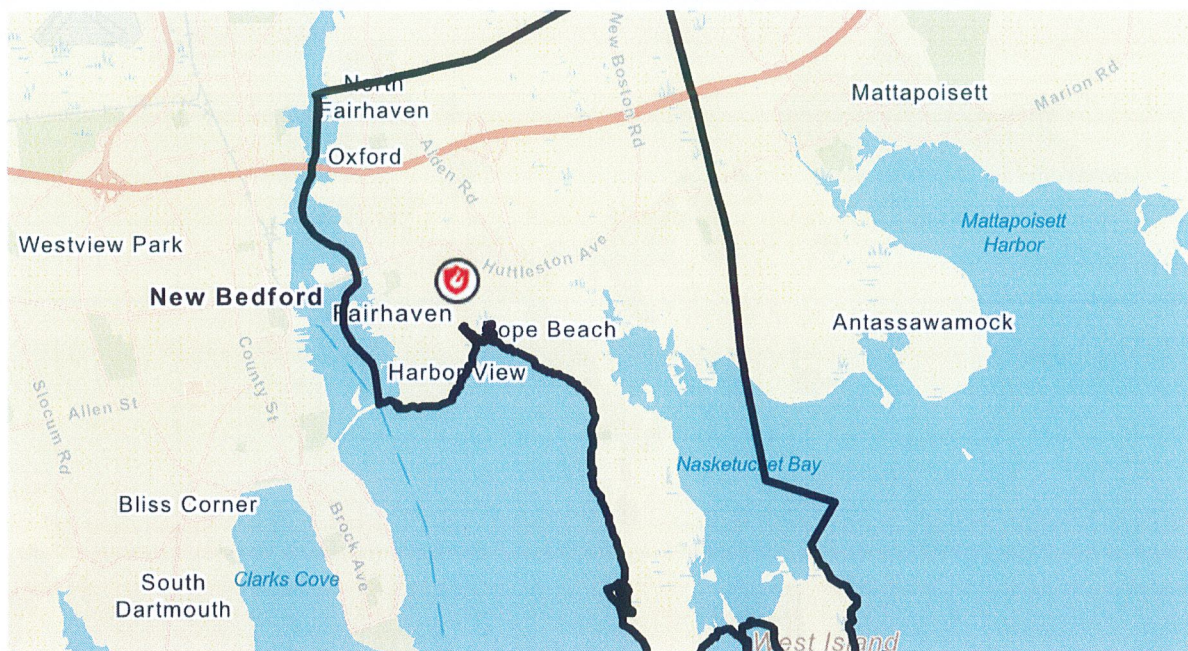 North
Fairhaven
New Boston Rd
Mattapoisett
Marion Rd
Oxford
Alden Rd
Westview Park
Mattapoisett
Harbor
Huttleston Ave
New Bedford
Fairhaven
Pope Beach
Antassawamock
Harbor View
County St
Slocum Rd
Allen St
Nasketucket Bay
Bliss Corner
Brock Ave
South
Dartmouth
Clarks Cove
West Island